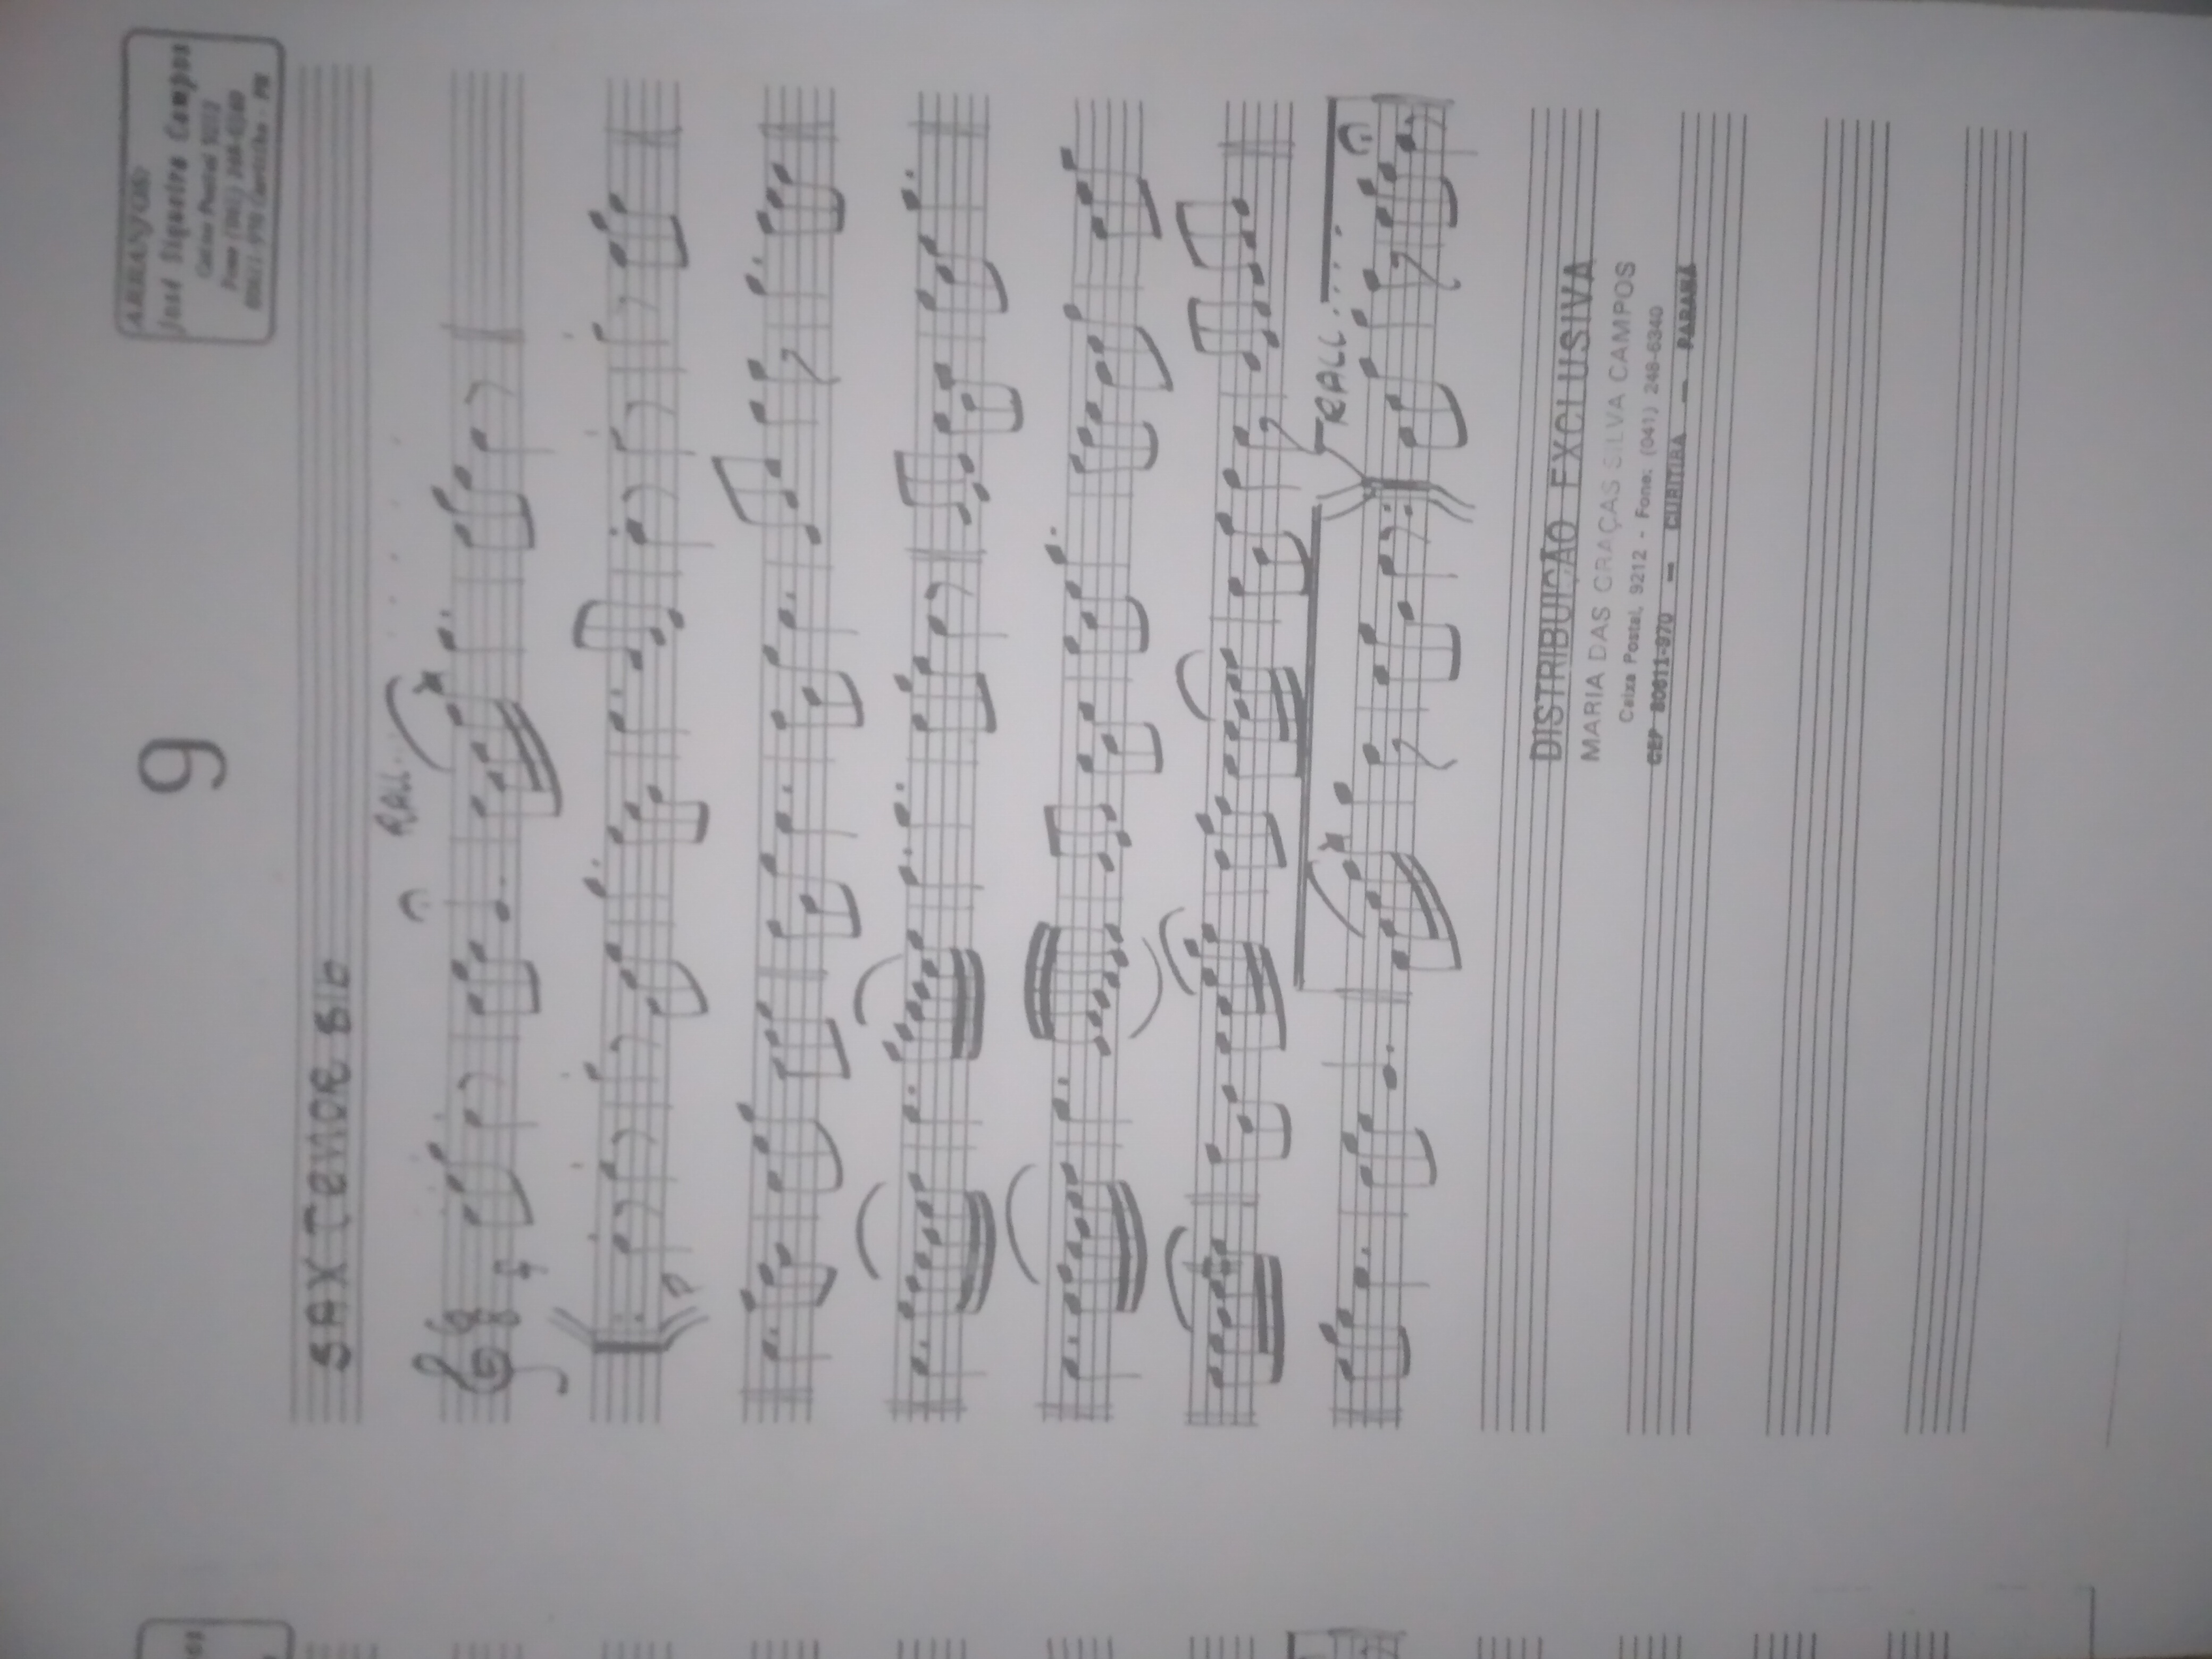 9
ARRANJOS:
José Siqueira Campos
Caixa Postal 9212
Fone (041) 248-6340
80611-970 Curitiba - PR
SAX TENOR SIb
RALL.
f
p
RALL....
DISTRIBUIÇÃO EXCLUSIVA
MARIA DAS GRAÇAS SILVA CAMPOS
Caixa Postal, 9212 - Fone: (041) 248-6340
CEP 80611-970 — CURITIBA — PARANÁ